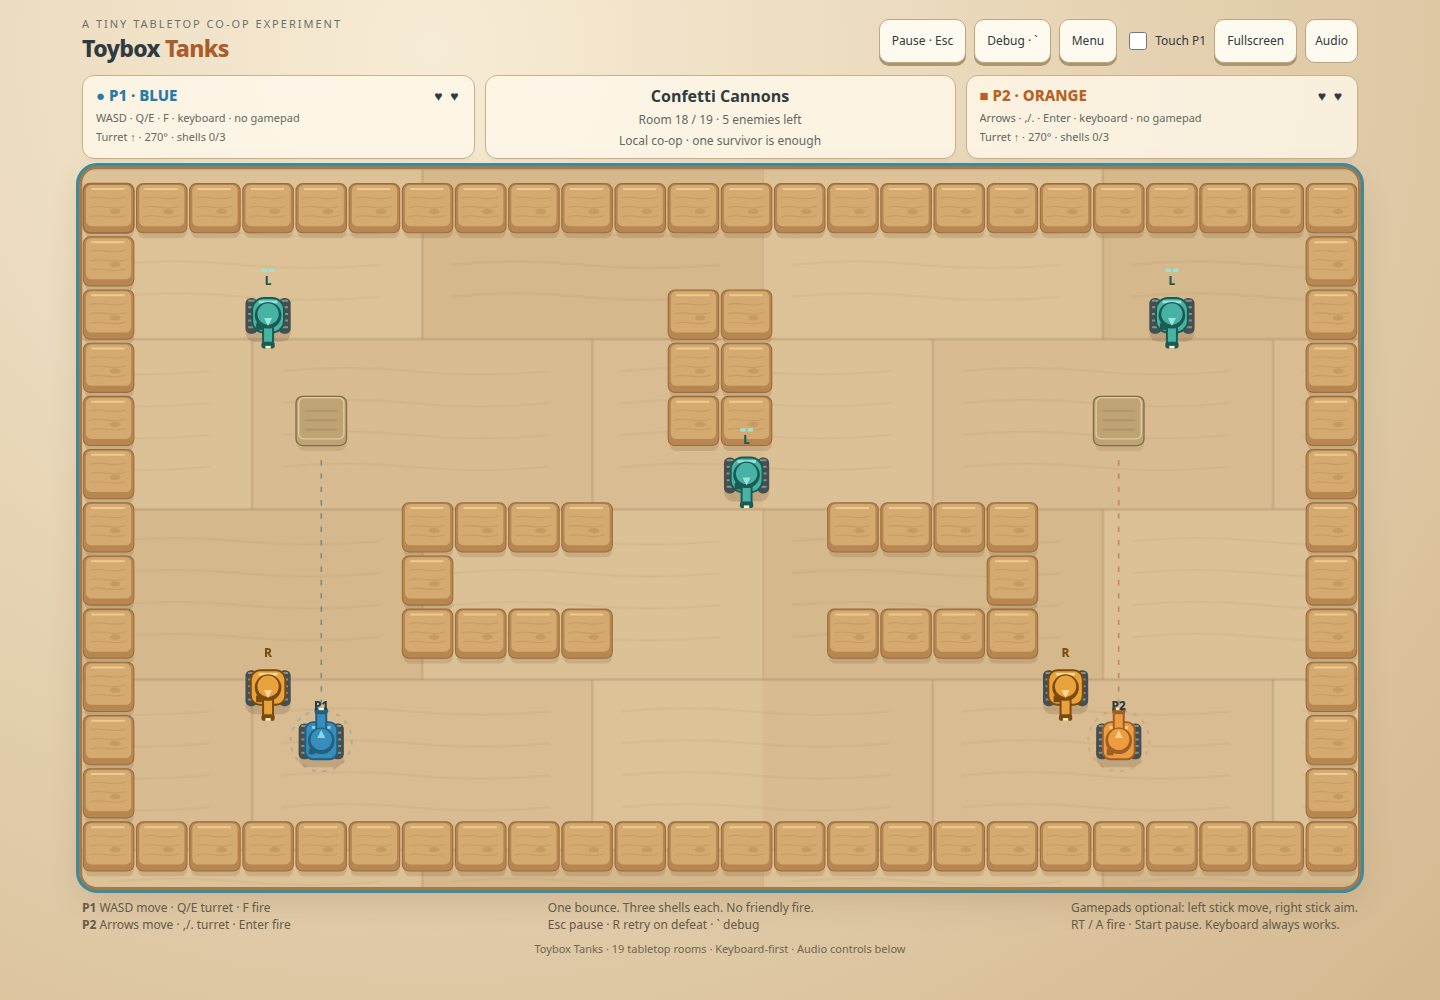 A TINY TABLETOP CO-OP EXPERIMENT
Toybox Tanks
Pause · Esc
Debug · `
Menu
Touch P1
Fullscreen
Audio
● P1 · BLUE
♥ ♥
WASD · Q/E · F · keyboard · no gamepad
Turret ↑ · 270° · shells 0/3
Confetti Cannons
Room 18 / 19 · 5 enemies left
Local co-op · one survivor is enough
■ P2 · ORANGE
♥ ♥
Arrows · ,/. · Enter · keyboard · no gamepad
Turret ↑ · 270° · shells 0/3
L
L
L
R
R
P1
P2
P1 WASD move · Q/E turret · F fire
P2 Arrows move · ,/. turret · Enter fire
One bounce. Three shells each. No friendly fire.
Esc pause · R retry on defeat · ` debug
Gamepads optional: left stick move, right stick aim.
RT / A fire · Start pause. Keyboard always works.
Toybox Tanks · 19 tabletop rooms · Keyboard-first · Audio controls below